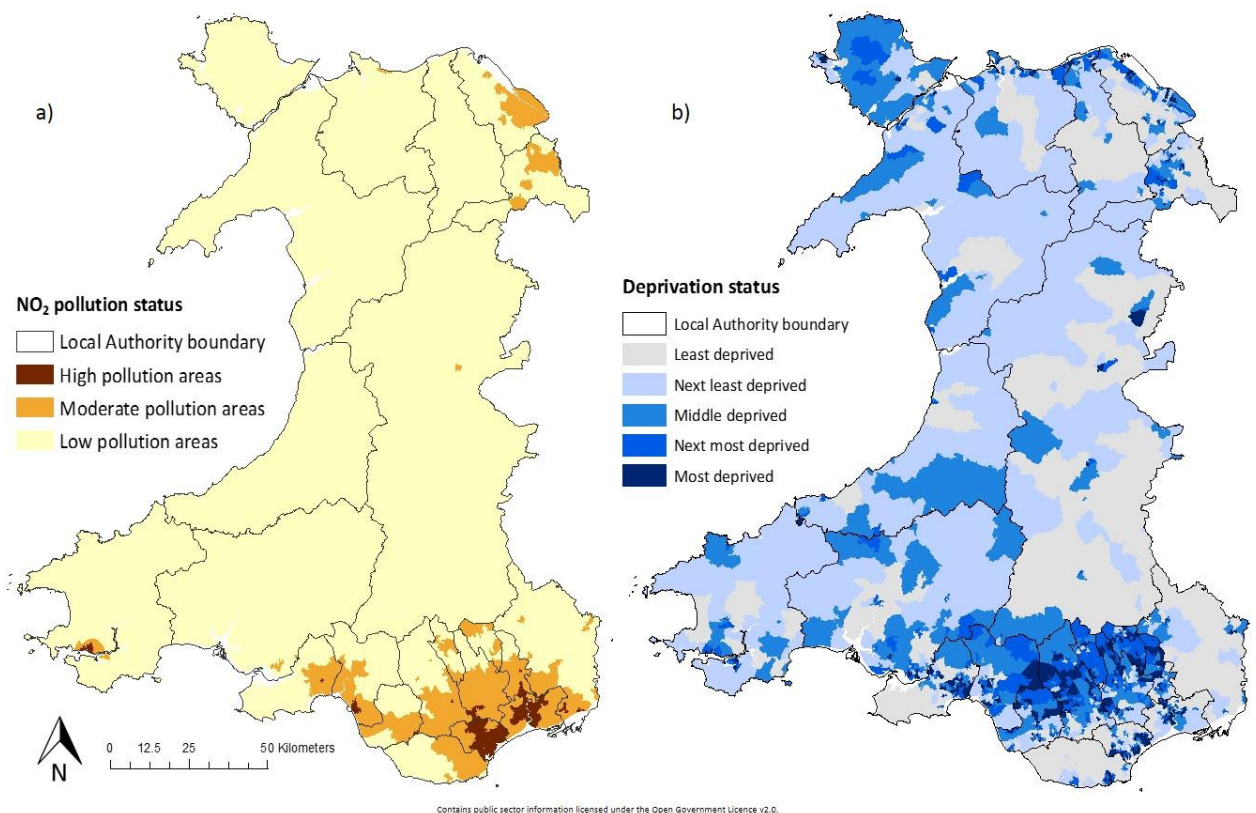 a)
NO₂ pollution status
Local Authority boundary
High pollution areas
Moderate pollution areas
Low pollution areas
N
0 12.5 25 50 Kilometers
b)
Deprivation status
Local Authority boundary
Least deprived
Next least deprived
Middle deprived
Next most deprived
Most deprived
Contains public sector information licensed under the Open Government Licence v2.0.